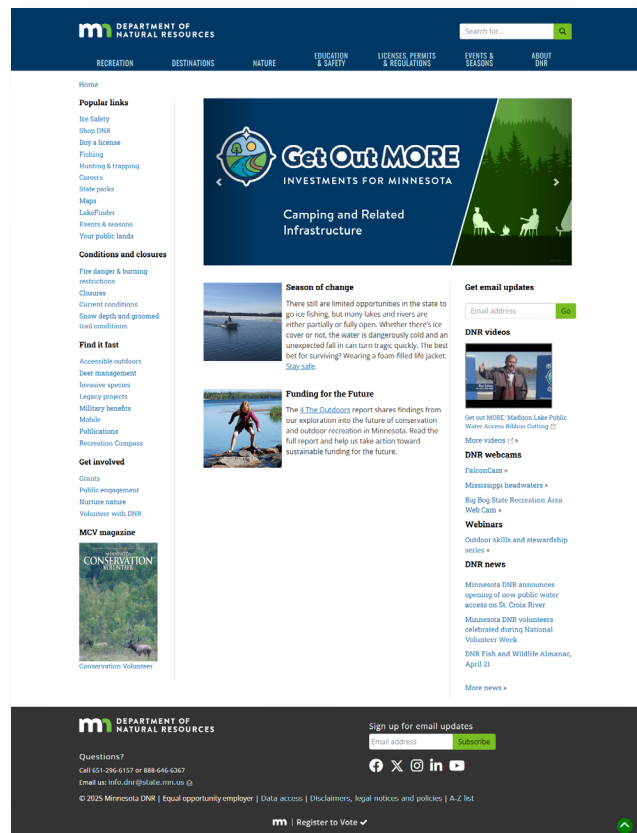 DEPARTMENT OF
NATURAL RESOURCES
Search for...
RECREATION
DESTINATIONS
NATURE
EDUCATION
& SAFETY
LICENSES, PERMITS
& REGULATIONS
EVENTS &
SEASONS
ABOUT
DNR
Home
Popular links
Ice Safety
Shop DNR
Buy a license
Fishing
Hunting & trapping
Careers
State parks
Maps
LakeFinder
Events & seasons
Your public lands
Conditions and closures
Fire danger & burning
restrictions
Closures
Current conditions
Snow depth and groomed
trail conditions
Find it fast
Accessible outdoors
Deer management
Invasive species
Legacy projects
Military benefits
Mobile
Publications
Recreation Compass
Get involved
Grants
Public engagement
Nurture nature
Volunteer with DNR
MCV magazine
MINNESOTA
CONSERVATION
VOLUNTEER
Conservation Volunteer
Get Out MORE
INVESTMENTS FOR MINNESOTA
Camping and Related
Infrastructure
Season of change
There still are limited opportunities in the state to
go ice fishing, but many lakes and rivers are
either partially or fully open. Whether there's ice
cover or not, the water is dangerously cold and an
unexpected fall in can turn tragic quickly. The best
bet for surviving? Wearing a foam filled life jacket.
Stay safe.
Funding for the Future
The 4 The Outdoors report shares findings from
our exploration into the future of conservation
and outdoor recreation in Minnesota. Read the
full report and help us take action toward
sustainable funding for the future.
Get email updates
Email address
Go
DNR videos
Get out MORE: Madison Lake Public
Water Access Ribbon Cutting
More videos »
DNR webcams
FalconCam »
Mississippi headwaters »
Big Bog State Recreation Area
Web Cam »
Webinars
Outdoor skills and stewardship
series »
DNR news
Minnesota DNR announces
opening of new public water
access on St. Croix River
Minnesota DNR volunteers
celebrated during National
Volunteer Week
DNR Fish and Wildlife Almanac,
April 21
More news »
DEPARTMENT OF
NATURAL RESOURCES
Questions?
Call 651-296-6157 or 888-646-6367
Email us: info.dnr@state.mn.us
Sign up for email updates
Email address
Subscribe
© 2025 Minnesota DNR | Equal opportunity employer | Data access | Disclaimers, legal notices and policies | A-Z list
mn | Register to Vote